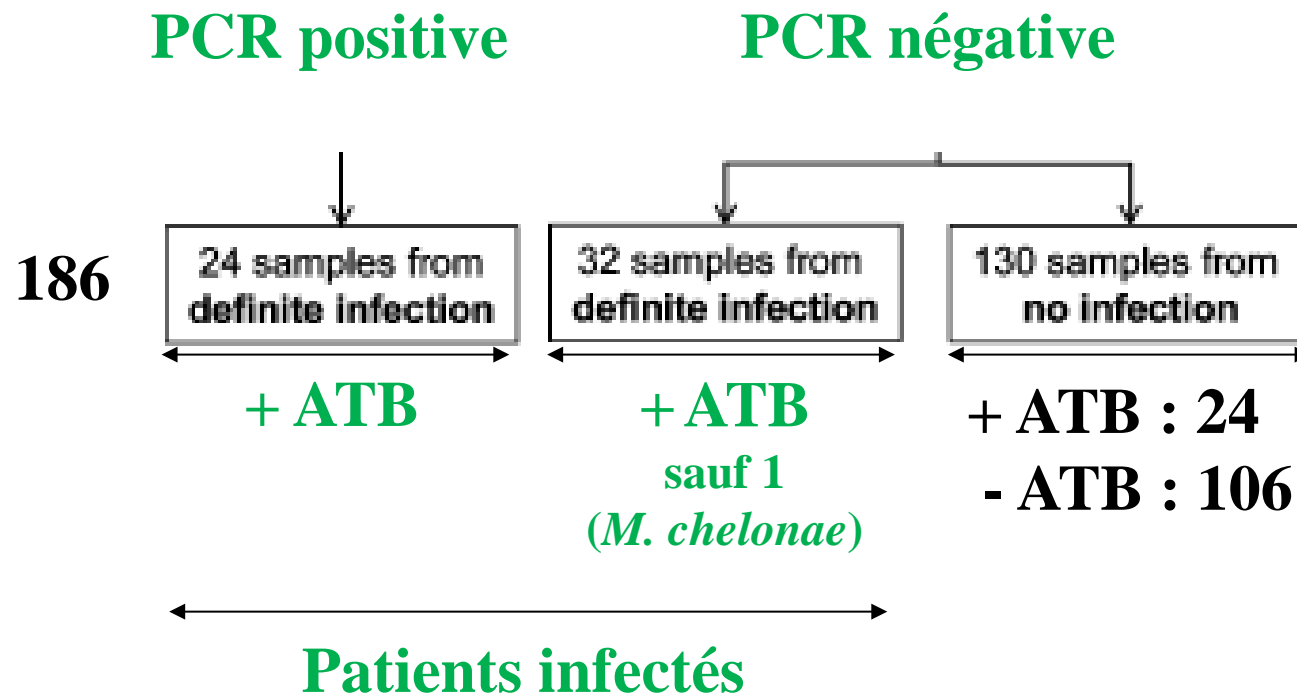 PCR positive
PCR négative
186
24 samples from
definite infection
32 samples from
definite infection
130 samples from
no infection
+ ATB
+ ATB
sauf 1
(M. chelonae)
+ ATB : 24
- ATB : 106
Patients infectés